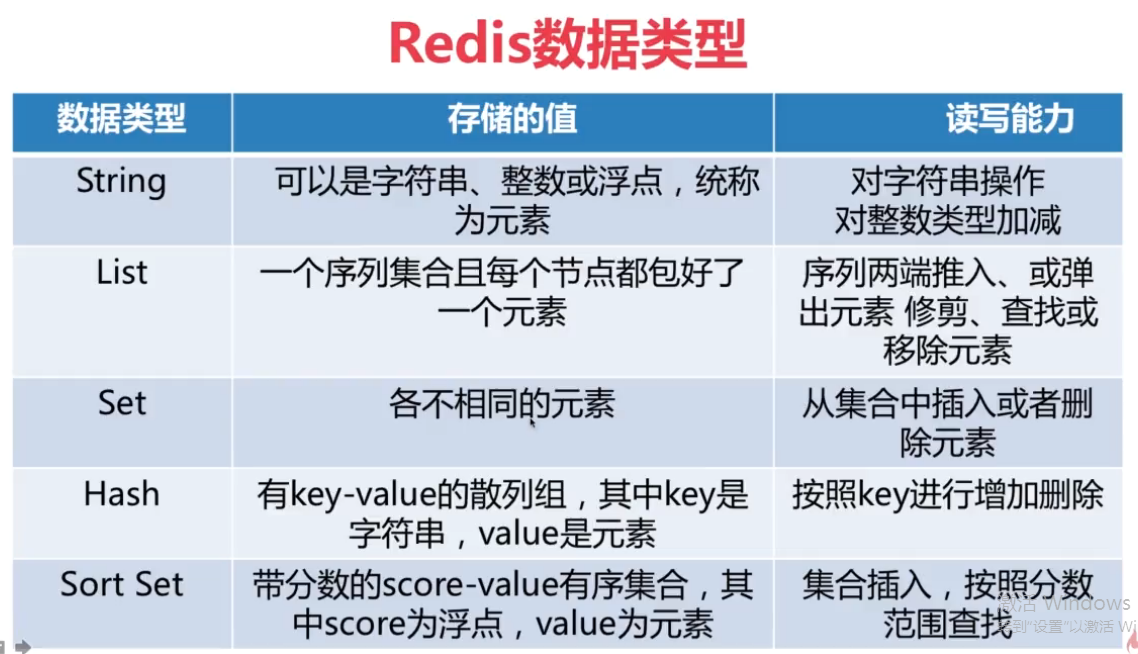 Redis数据类型
数据类型 存储的值 读写能力
String
可以是字符串、整数或浮点，统称
为元素
对字符串操作
对整数类型加减
List
一个序列集合且每个节点都包好了
一个元素
序列两端推入、或弹
出元素 修剪、查找或
移除元素
Set
各不相同的元素
从集合中插入或者删
除元素
Hash
有key-value的散列组，其中key是
字符串，value是元素
按照key进行增加删除
Sort Set
带分数的score-value有序集合，其
中score为浮点，value为元素
集合插入，按照分数
范围查找
激活 Windows
转到"设置"以激活 Wi